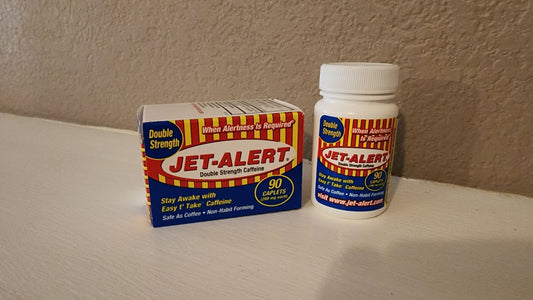 Double
Strength
When Alertness Is Required
JET-ALERT
Double Strength Caffeine
90
CAPLETS
(200 mg each)
Stay Awake with
Easy 1 Take Caffeine
Safe As Coffee • Non-Habit Forming
Double
Strength
When Alertness
Is Required
JET-ALERT
Double Strength Caffeine
90
CAPLETS
Stay Awake with
Easy 1 Take Caffeine
Safe As Coffee • Non-Habit Forming
visit www.jet-alert.com